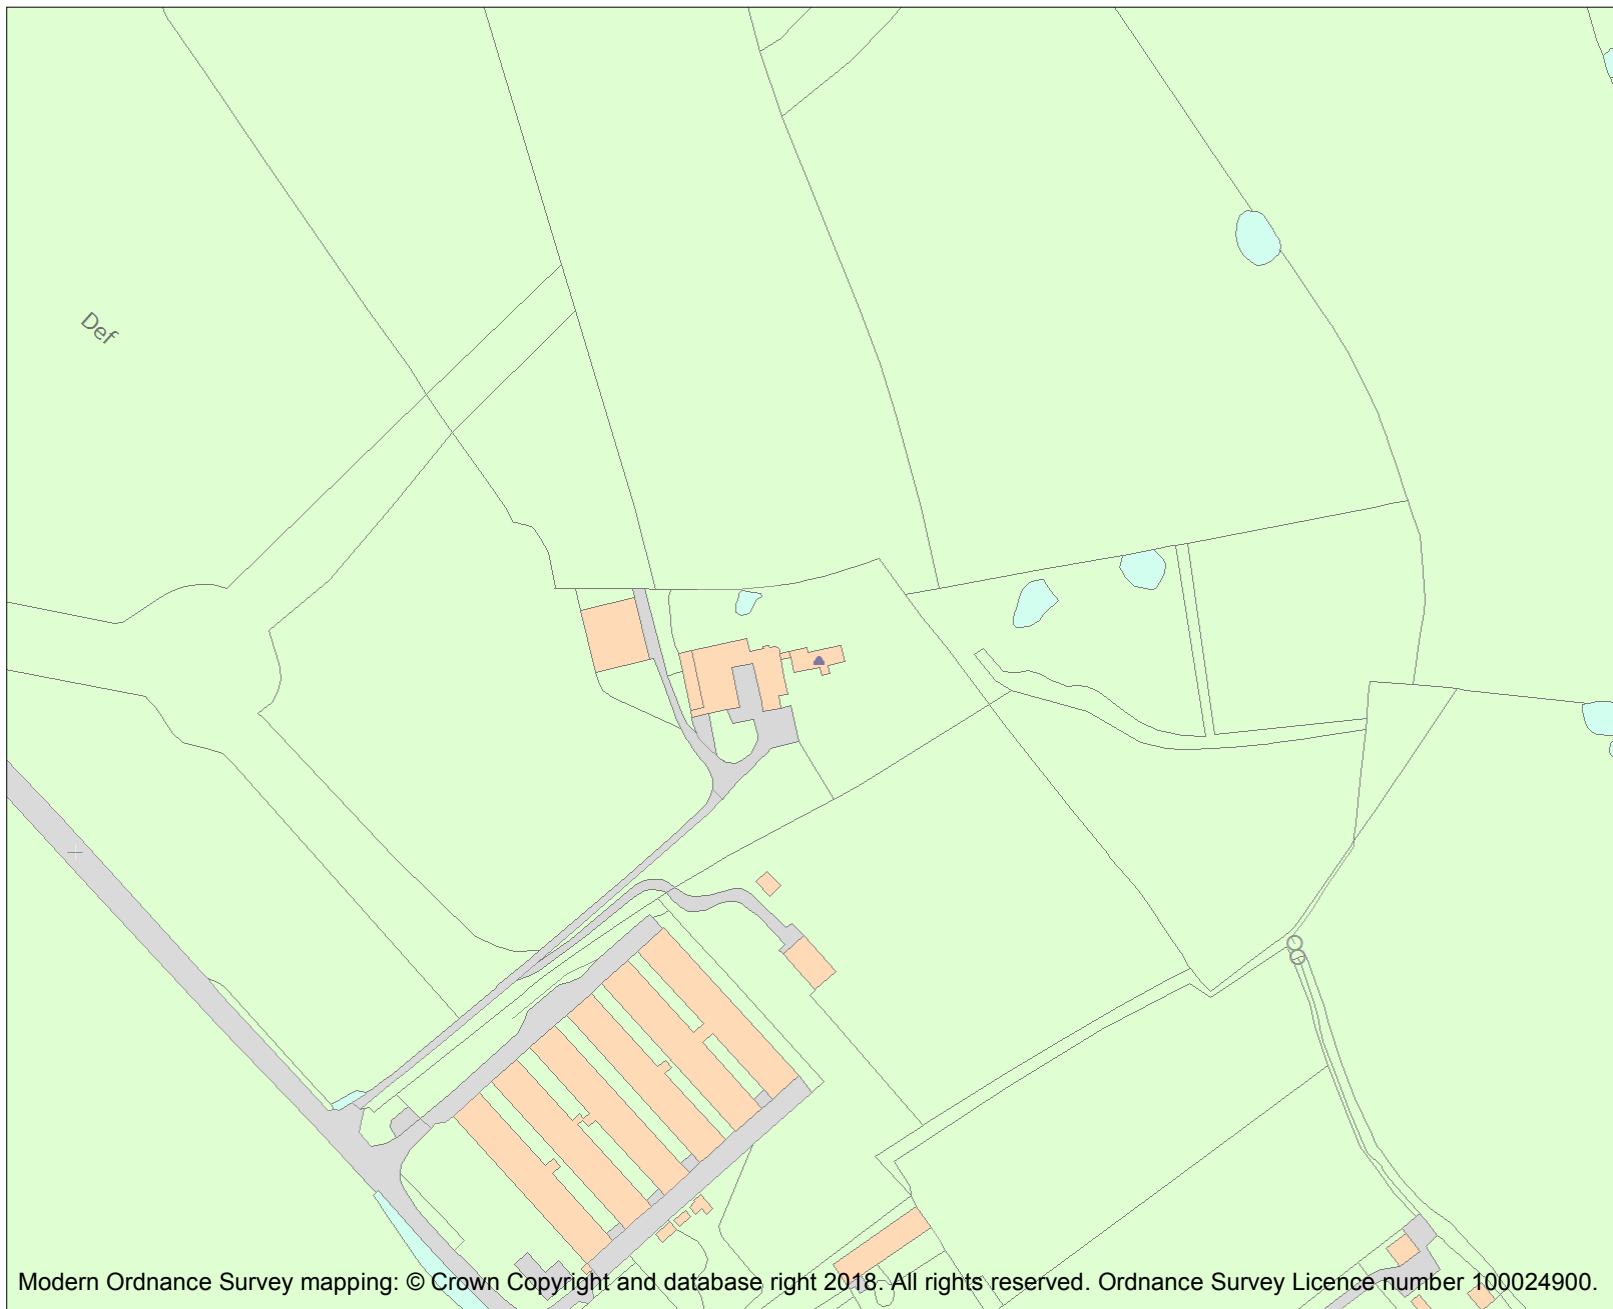 Def
Modern Ordnance Survey mapping: © Crown Copyright and database right 2018. All rights reserved. Ordnance Survey Licence number 100024900.